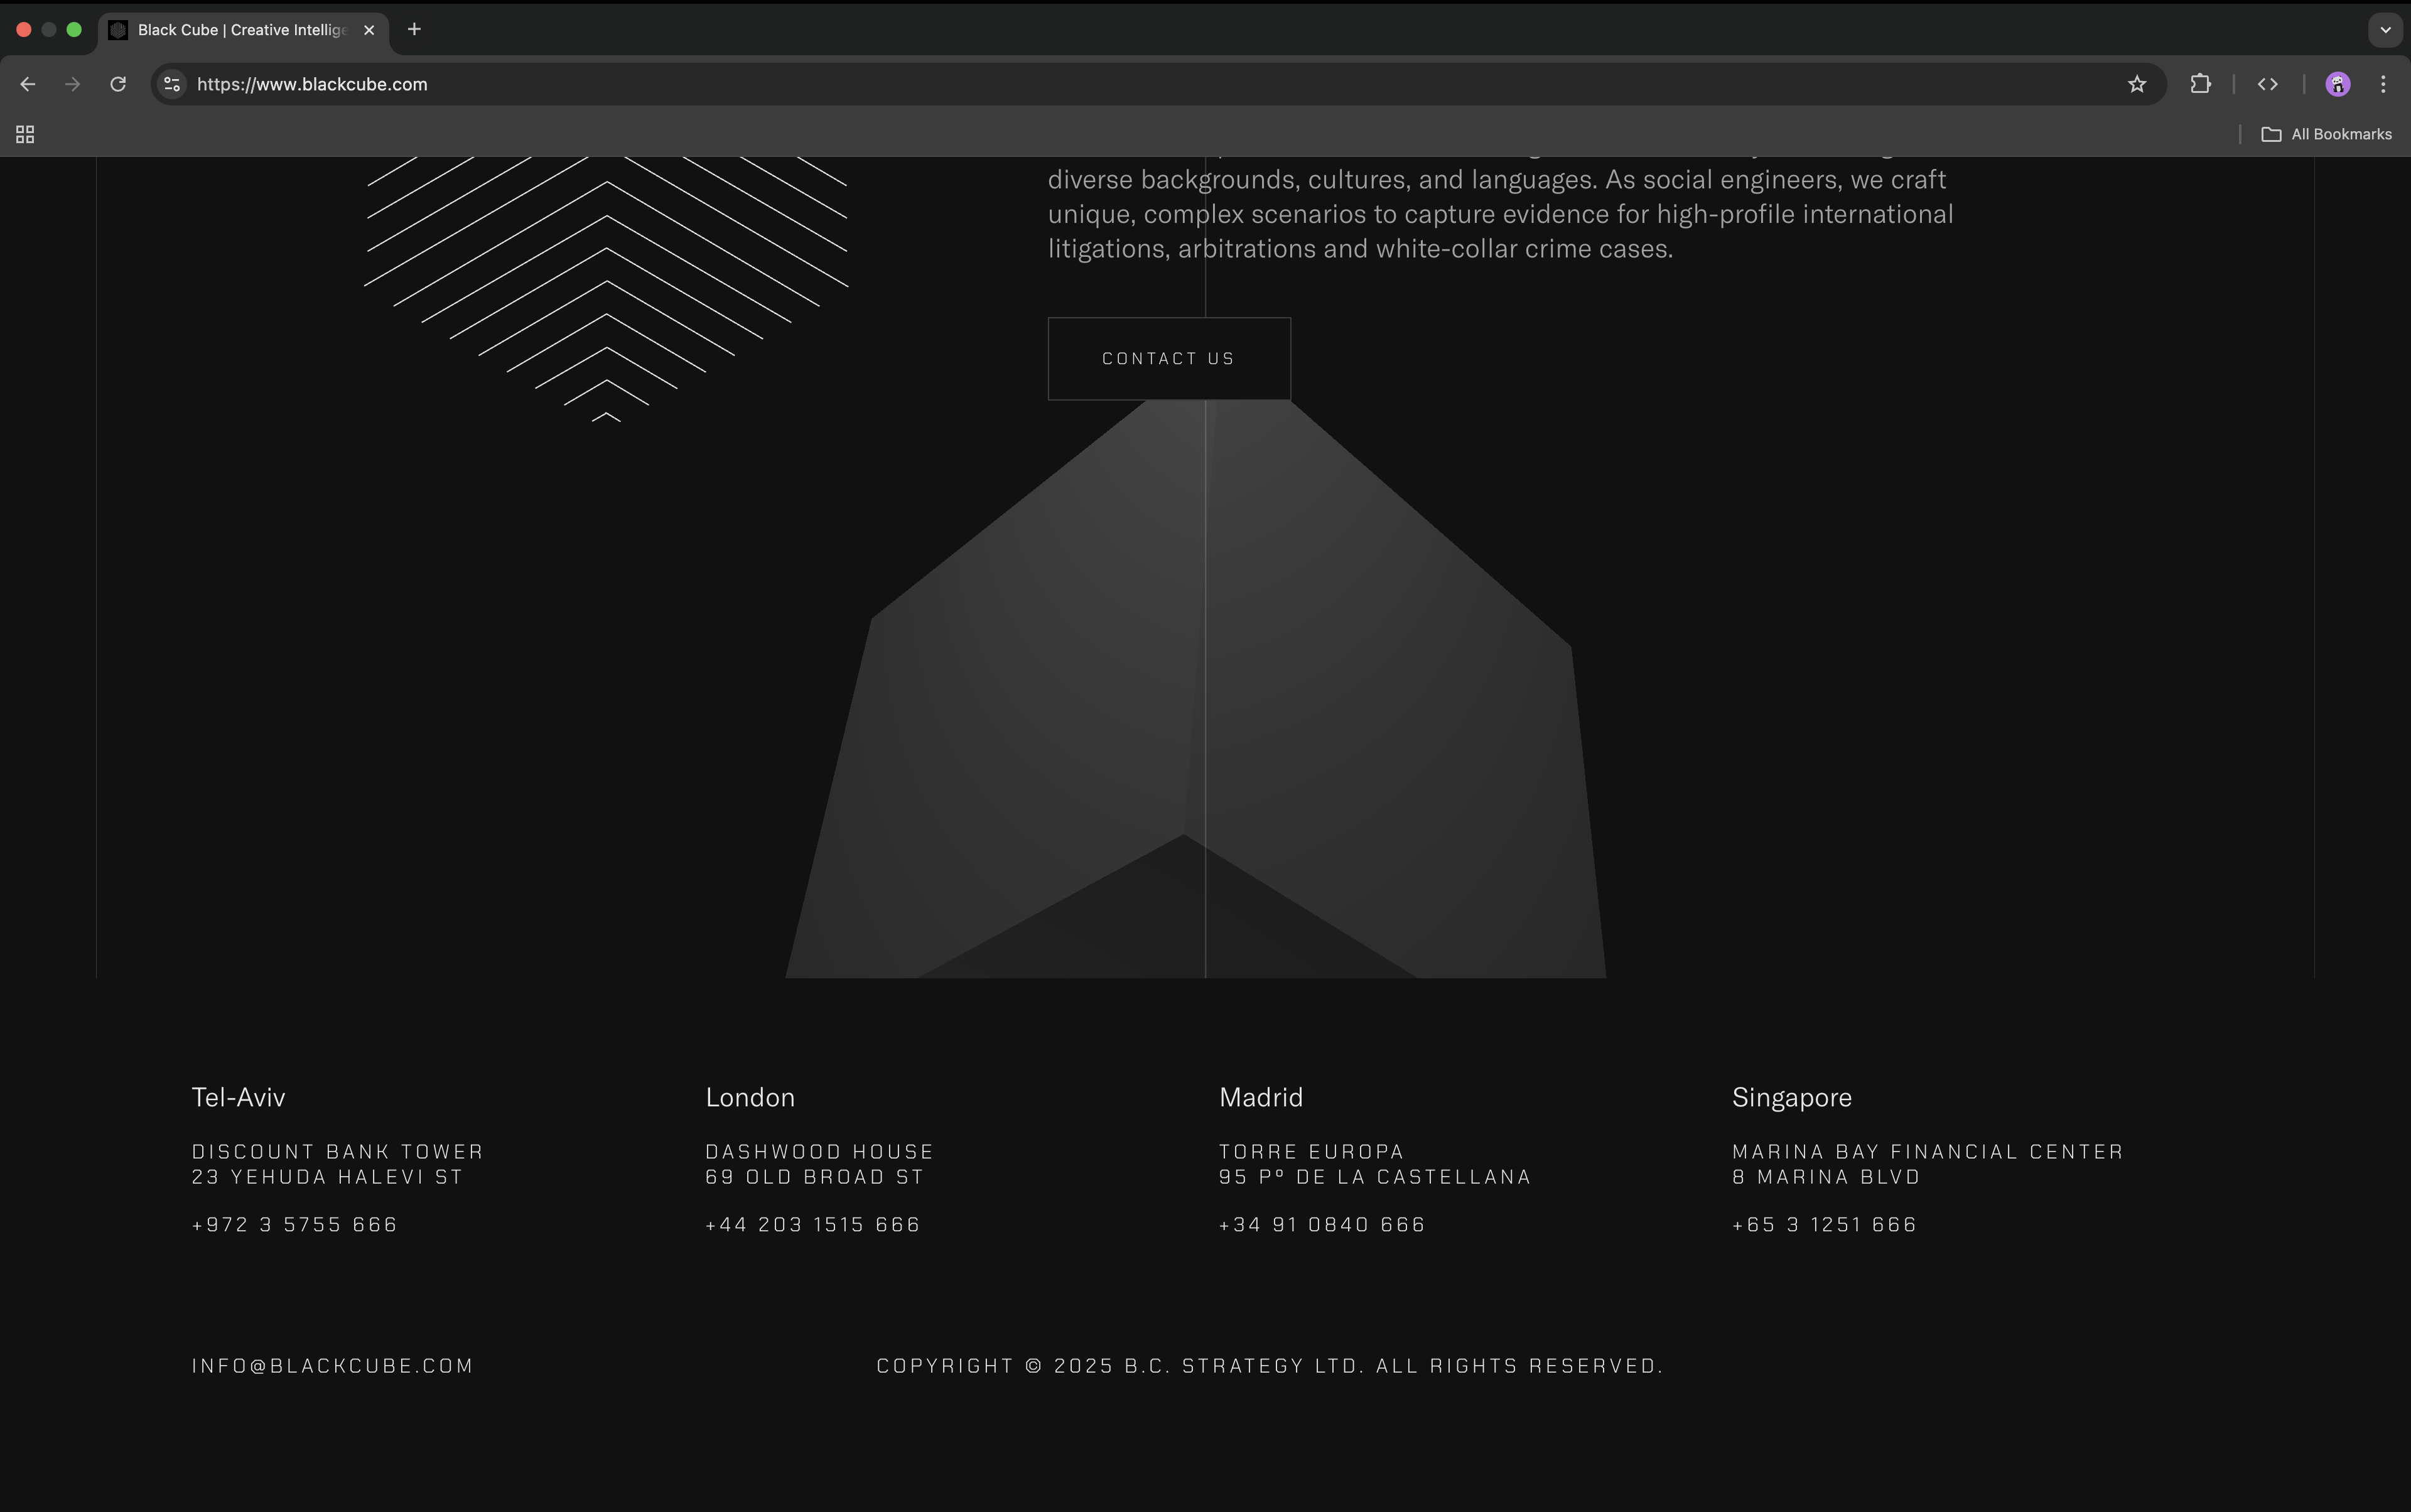 Black Cube | Creative Intellige
https://www.blackcube.com
All Bookmarks
diverse backgrounds, cultures, and languages. As social engineers, we craft
unique, complex scenarios to capture evidence for high-profile international
litigations, arbitrations and white-collar crime cases.
CONTACT US
Tel-Aviv
DISCOUNT BANK TOWER
23 YEHUDA HALEVI ST
+972 3 5755 666
London
DASHWOOD HOUSE
69 OLD BROAD ST
+44 203 1515 666
Madrid
TORRE EUROPA
95 Pº DE LA CASTELLANA
+34 91 0840 666
Singapore
MARINA BAY FINANCIAL CENTER
8 MARINA BLVD
+65 3 1251 666
INFO@BLACKCUBE.COM
COPYRIGHT © 2025 B.C. STRATEGY LTD. ALL RIGHTS RESERVED.